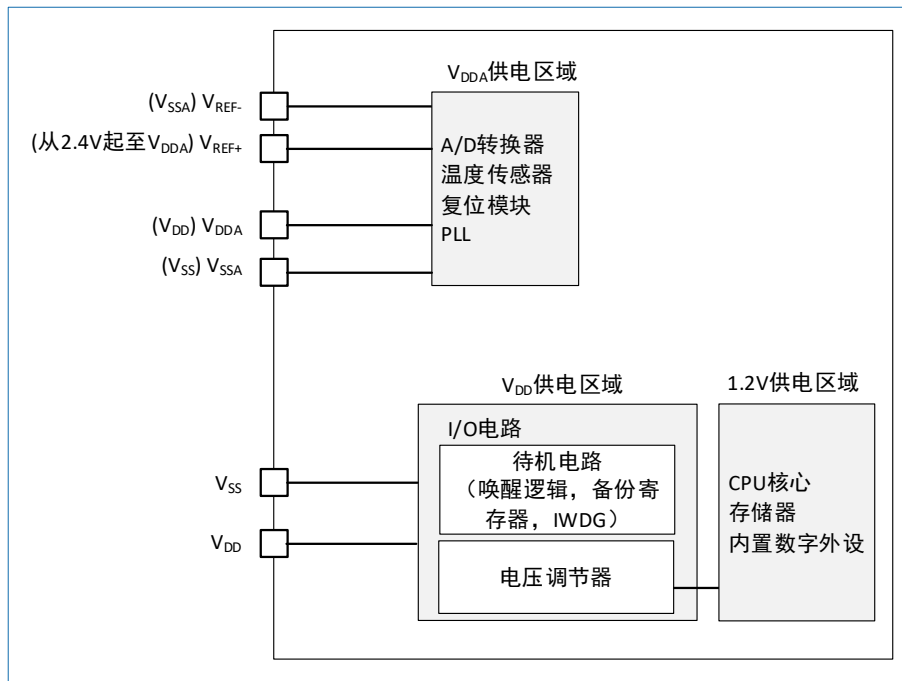 VDDA供电区域
(VSSA) VREF-
(从2.4V起至VDDA) VREF+
(VDD) VDDA
(VSS) VSSA
A/D转换器
温度传感器
复位模块
PLL
VDD供电区域
1.2V供电区域
I/O电路
待机电路
(唤醒逻辑，备份寄
存器，IWDG)
电压调节器
VSS
VDD
CPU核心
存储器
内置数字外设